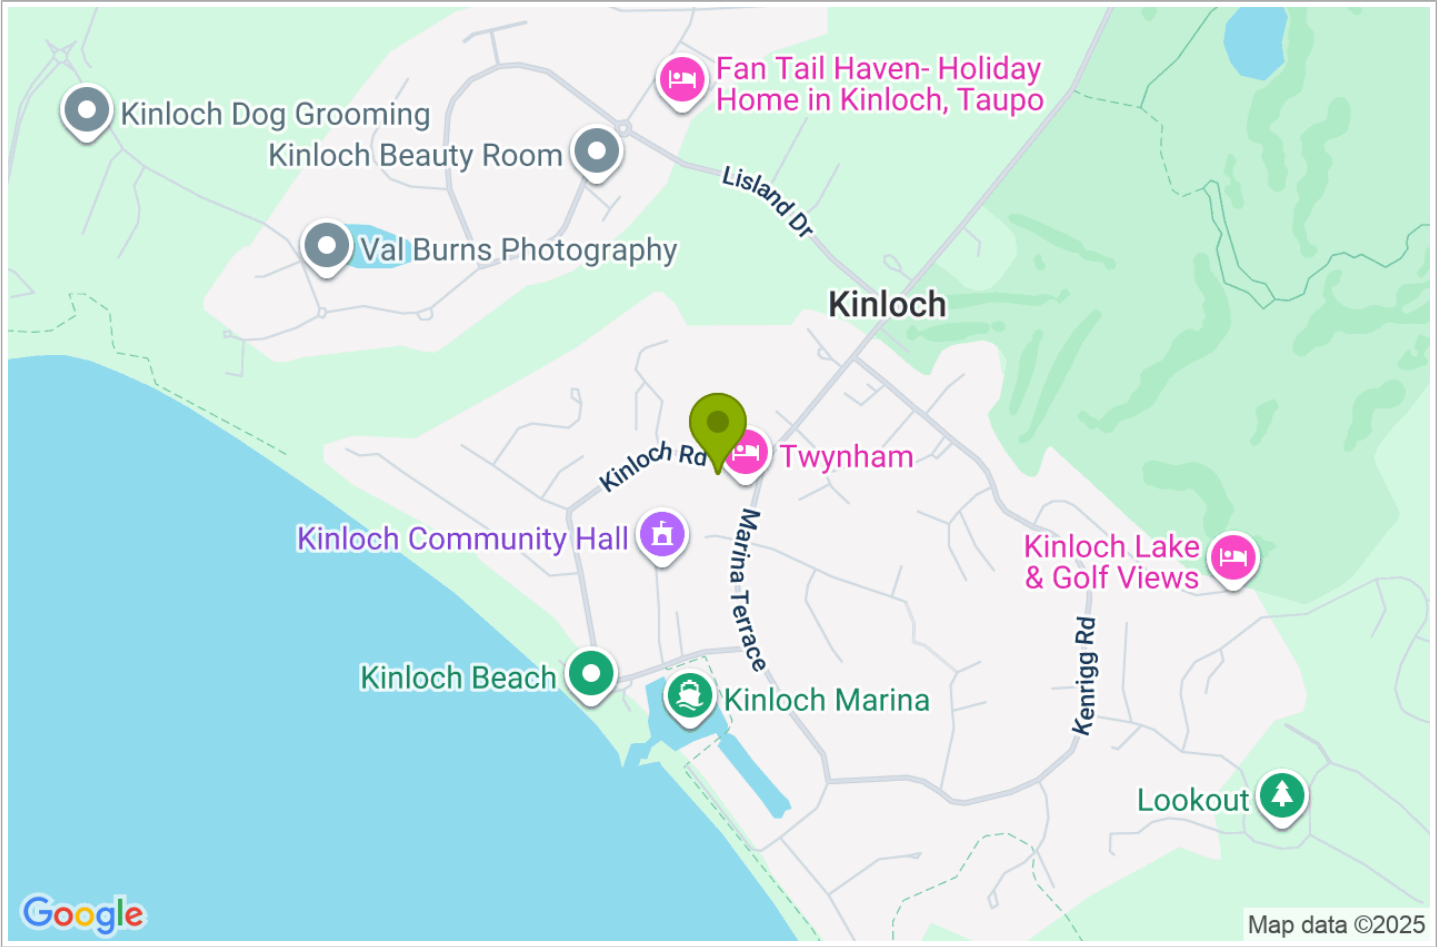 Fan Tail Haven- Holiday
Home in Kinloch, Taupo
Kinloch Dog Grooming
Kinloch Beauty Room
Lisland Dr
Val Burns Photography
Kinloch
Kinloch Rd
Twynham
Marina Terrace
Kinloch Community Hall
Kinloch Lake
& Golf Views
Kenrigg Rd
Kinloch Beach
Kinloch Marina
Lookout
Google
Map data ©2025